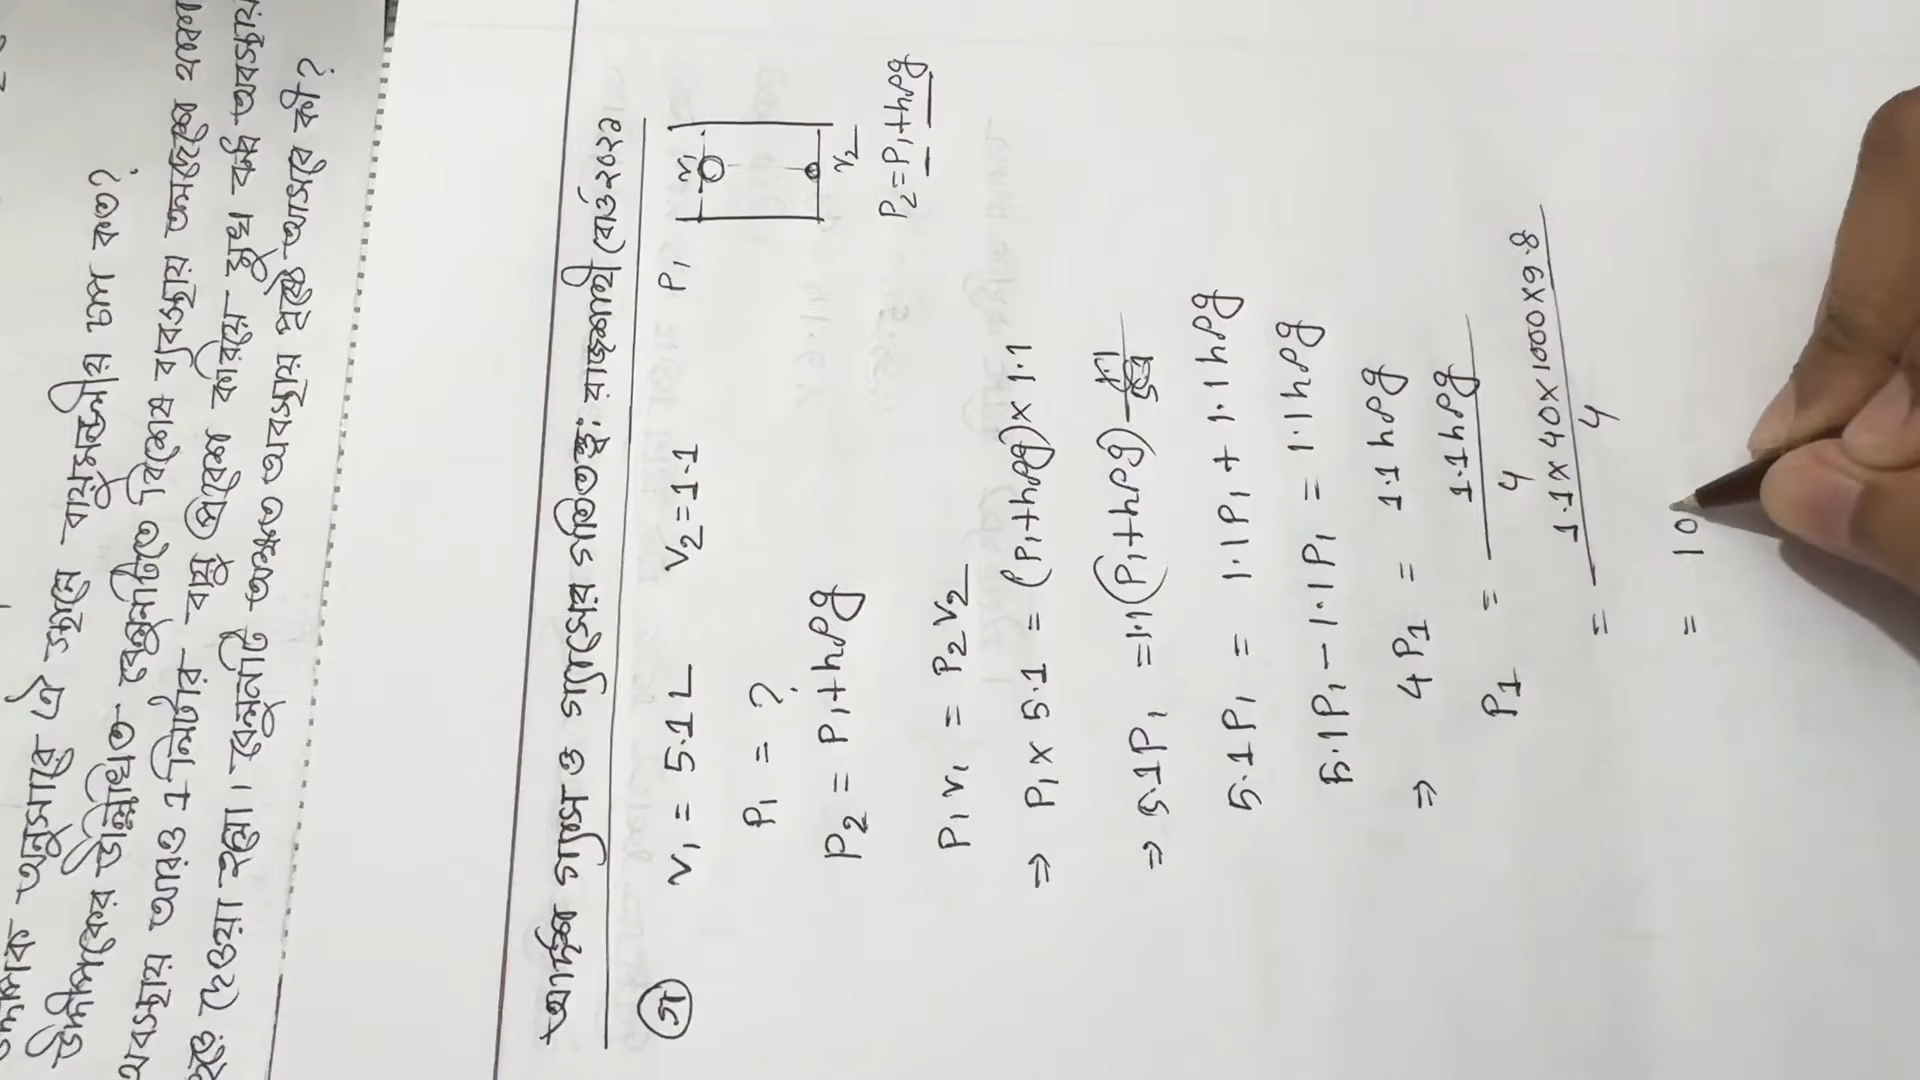 অনুসারে ঐ স্থানে বায়ুমন্ডলীয় চাপ কত?
উদ্দীপকের উল্লিখিত বেলুনটিতে বিশেষ ব্যবস্থায় তলদেশে থাকা
অবস্থায় আরও 1 লিটার বায়ু প্রবেশ করিয়ে মুখ বন্ধ অবস্থায়
ছেড়ে দেওয়া হলো। বেলুনটি অক্ষত অবস্থায় পৃষ্ঠে আসবে কী?
আদর্শ গ্যাস ও গ্যাসের গতিতত্ত্ব: রাজশাহী বোর্ড ২০২১
গ V₁ = 5.1 L V₂ = 1.1 P₁ V₁
V₂
P₁ = ?
P₂ = P₁ + hρg P₂ = P₁ + hρg
P₁V₁ = P₂V₂
⇒ P₁ × 5.1 = (P₁ + hρg) × 1.1
⇒ 5.1P₁ = 1.1(P₁ + hρg)
5.1P₁ = 1.1P₁ + 1.1hρg
5.1P₁ − 1.1P₁ = 1.1hρg
⇒ 4P₁ = 1.1hρg
P₁ = 1.1hρg / 4
= 1.1 × 40 × 1000 × 9.8 / 4
= 10